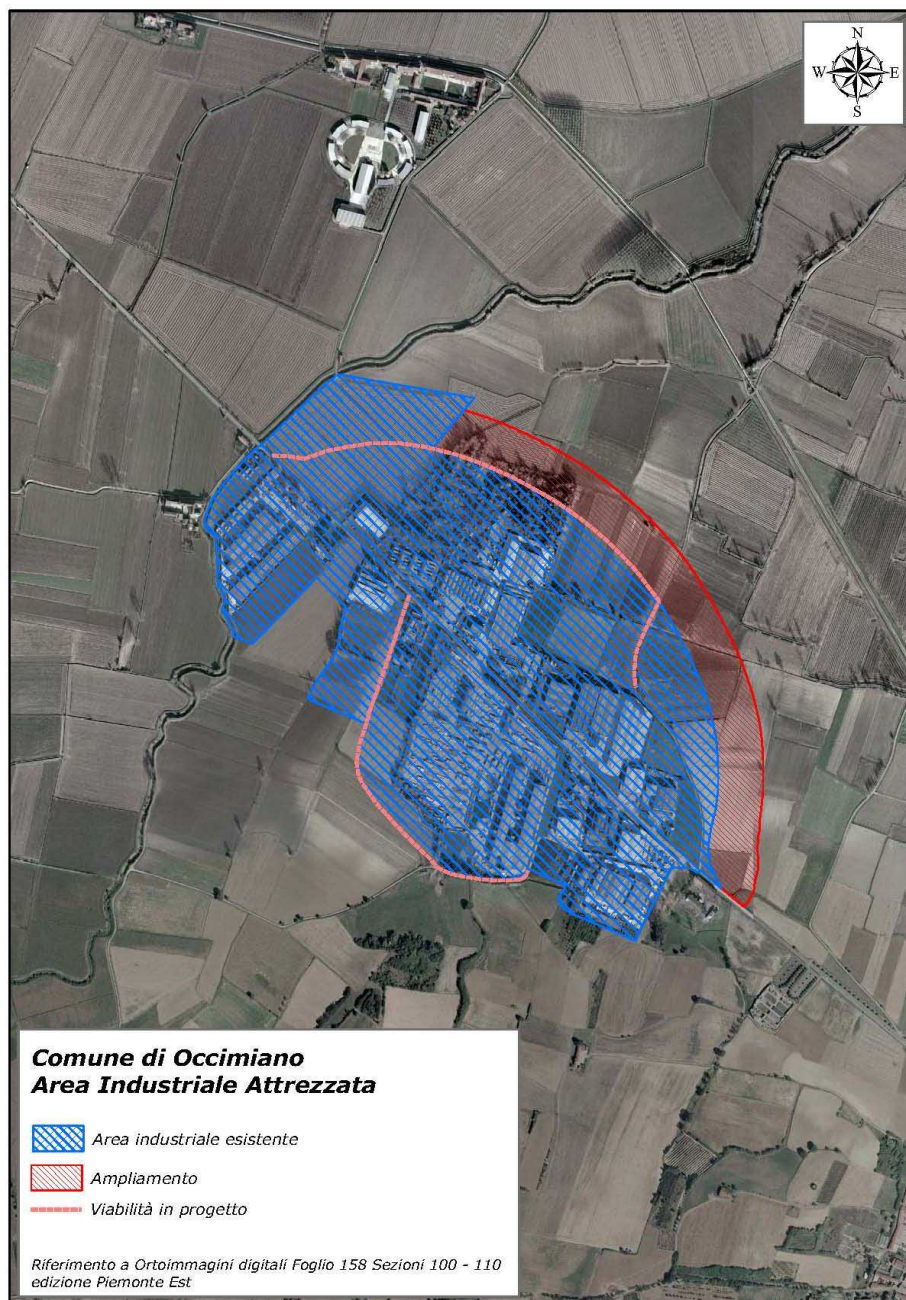 N
W E
S
Comune di Occimiano
Area Industriale Attrezzata
Area industriale esistente
Ampliamento
Viabilità in progetto
Riferimento a Ortoimmagini digitali Foglio 158 Sezioni 100 - 110
edizione Piemonte Est